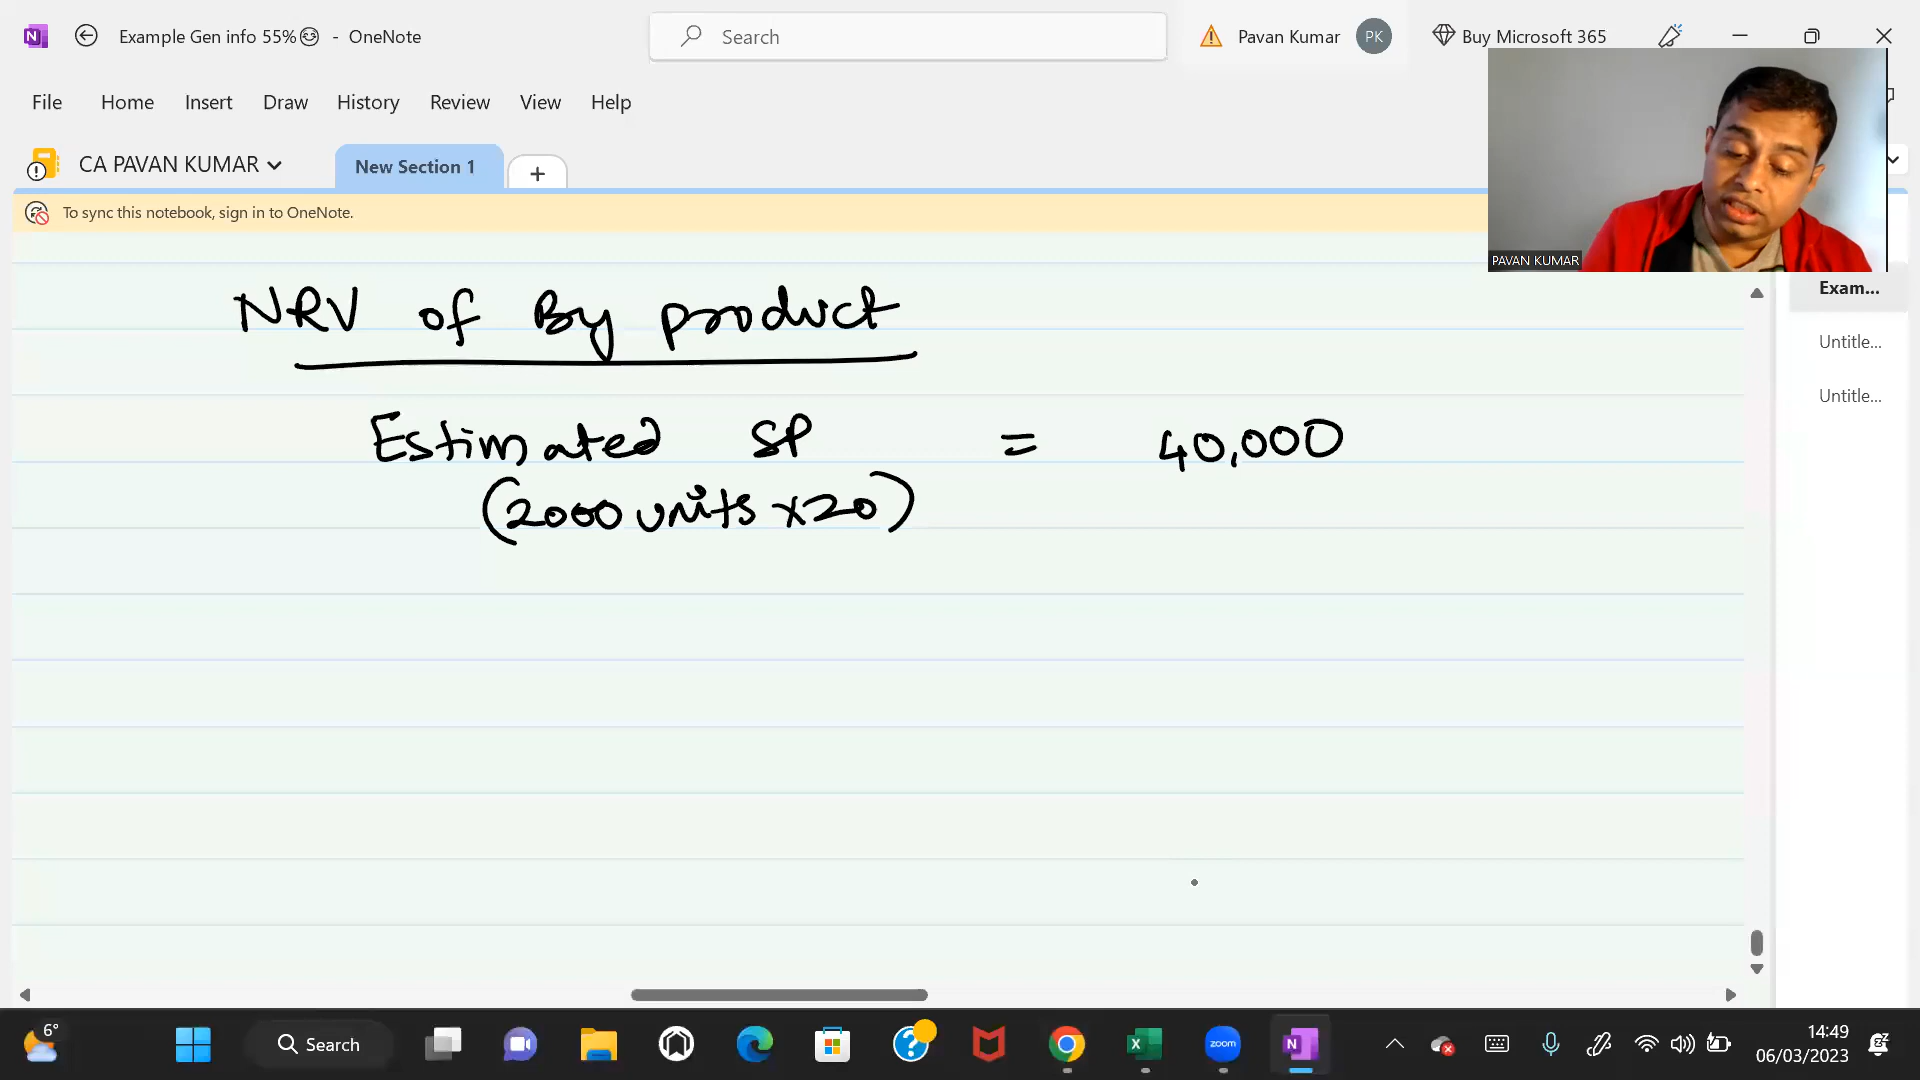 Example Gen info 55% - OneNote
Search
Pavan Kumar
PK
Buy Microsoft 365
File Home Insert Draw History Review View Help
CA PAVAN KUMAR
New Section 1
+
To sync this notebook, sign in to OneNote.
PAVAN KUMAR
Exam...
Untitle...
Untitle...
NRV of By product
Estimated SP = 40,000
(2000 units x20)
6°
Search
zoom
14:49
06/03/2023